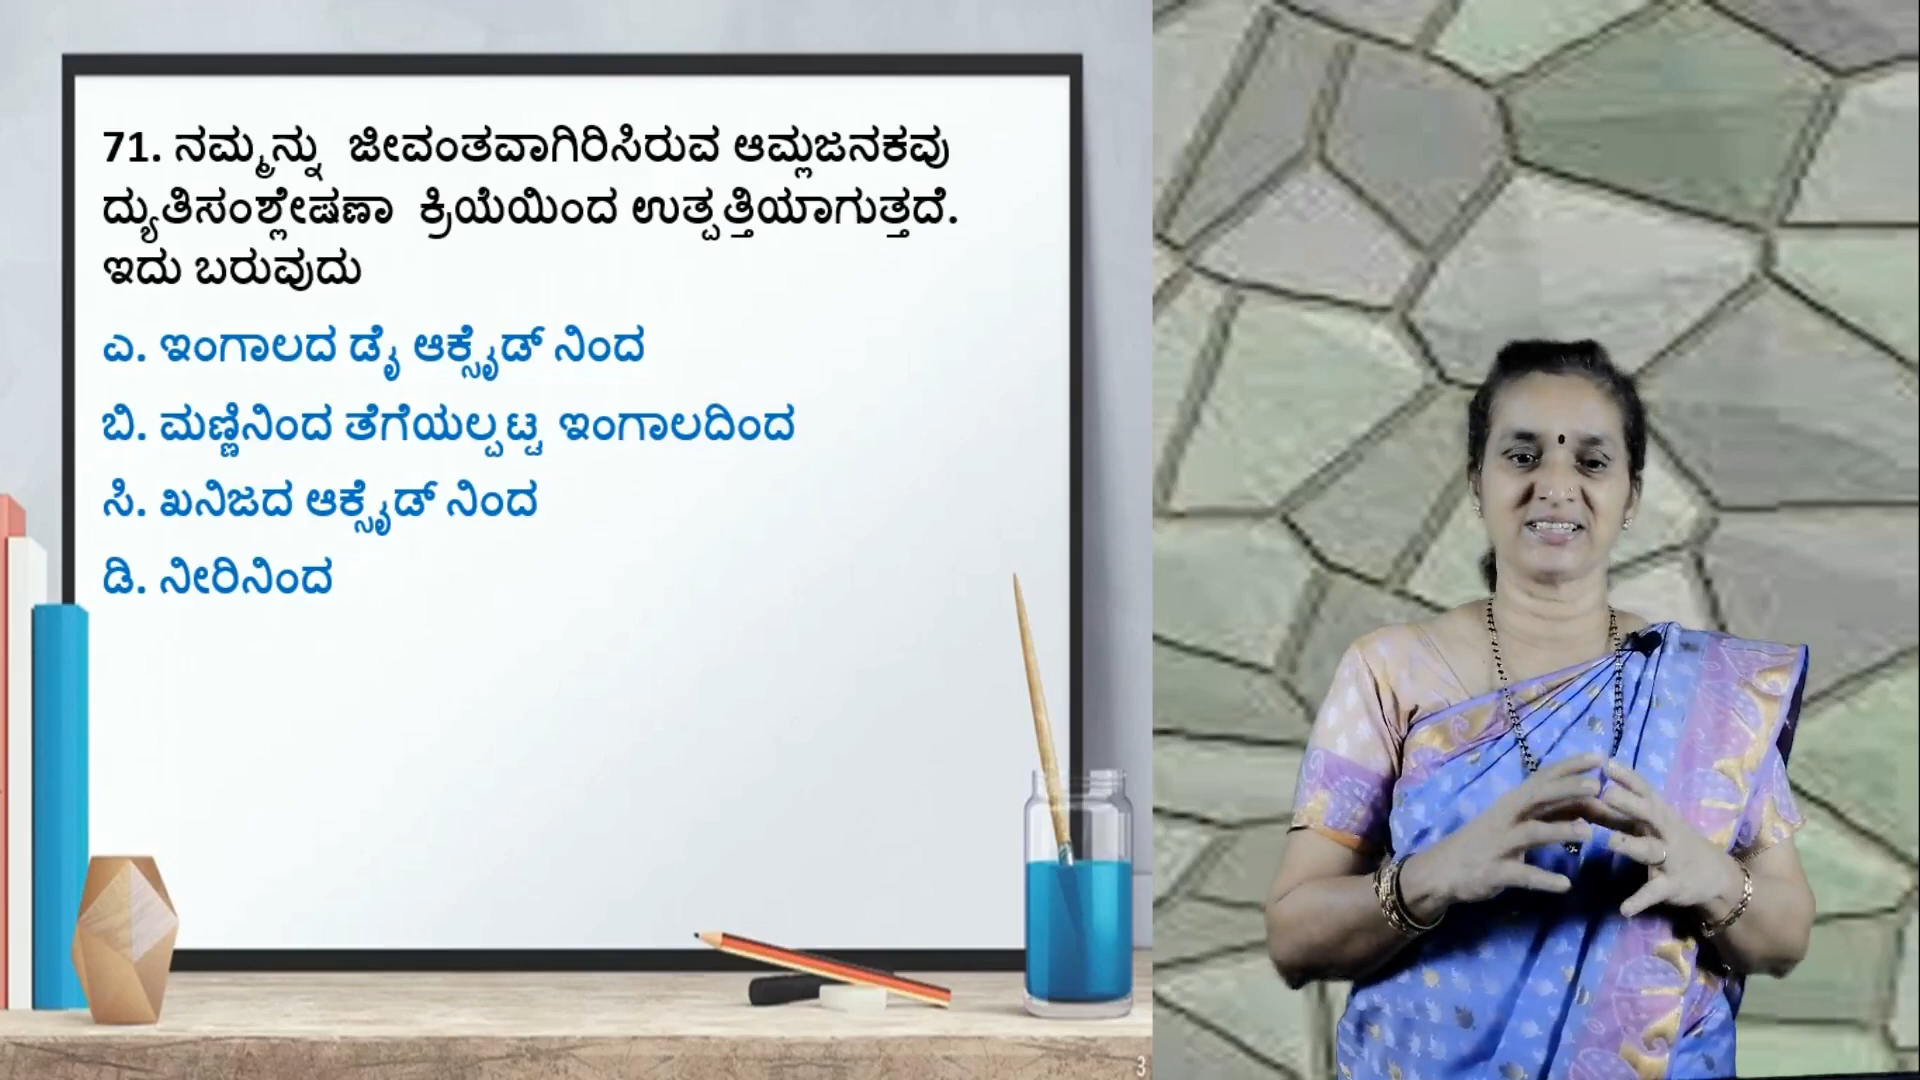 71. ನಮ್ಮನ್ನು ಜೀವಂತವಾಗಿರಿಸಿರುವ ಆಮ್ಲಜನಕವು
ದ್ಯುತಿಸಂಶ್ಲೇಷಣಾ ಕ್ರಿಯೆಯಿಂದ ಉತ್ಪತ್ತಿಯಾಗುತ್ತದೆ.
ಇದು ಬರುವುದು
ಎ. ಇಂಗಾಲದ ಡೈ ಆಕ್ಸೈಡ್ ನಿಂದ
ಬಿ. ಮಣ್ಣಿನಿಂದ ತೆಗೆಯಲ್ಪಟ್ಟ ಇಂಗಾಲದಿಂದ
ಸಿ. ಖನಿಜದ ಆಕ್ಸೈಡ್ ನಿಂದ
ಡಿ. ನೀರಿನಿಂದ
3